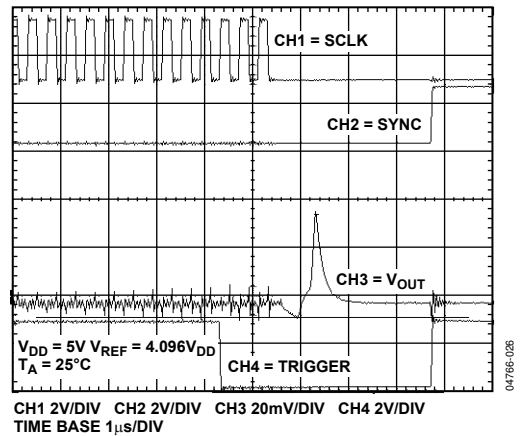 CH1 = SCLK
CH2 = SYNC
CH3 = VOUT
VDD = 5V VREF = 4.096VDD
TA = 25°C
CH4 = TRIGGER
CH1 2V/DIV CH2 2V/DIV CH3 20mV/DIV CH4 2V/DIV
TIME BASE 1μs/DIV
04766-026